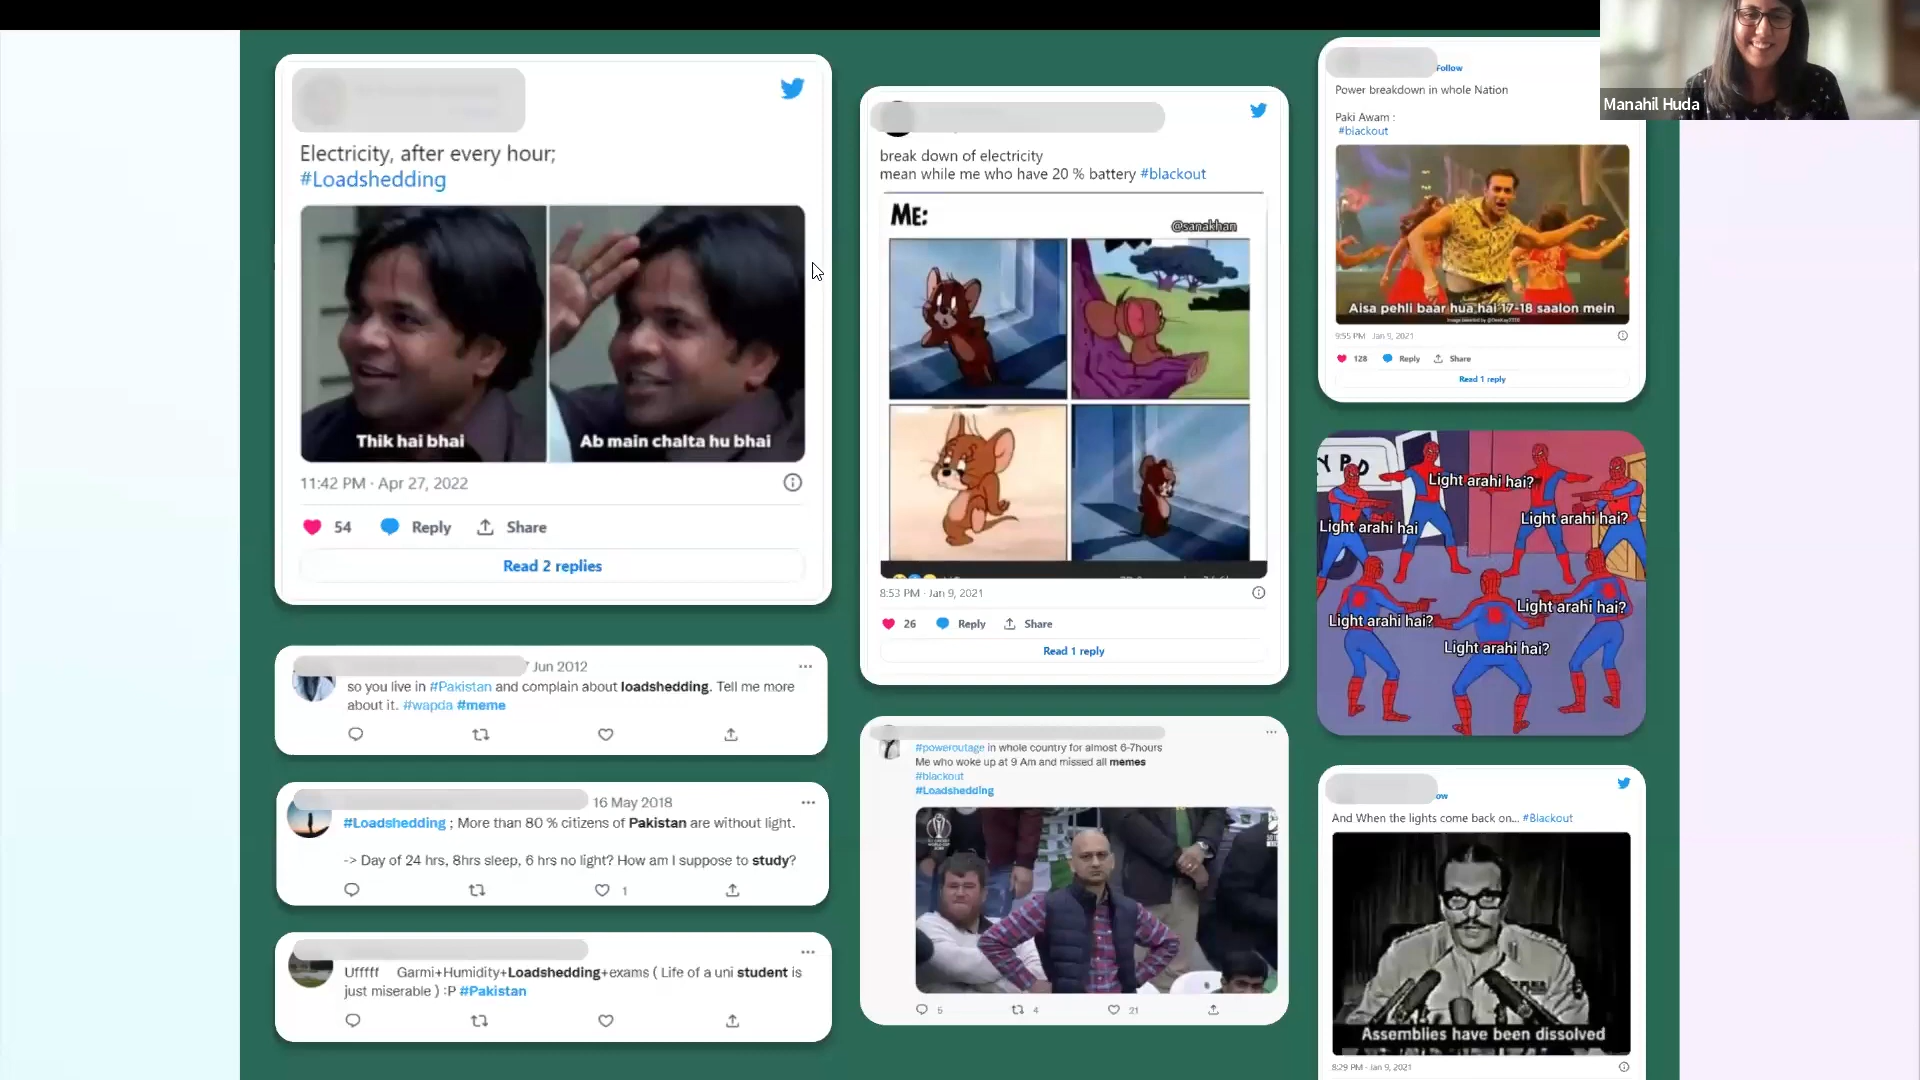 Manahil Huda
Electricity, after every hour;
#Loadshedding
Thik hai bhai
Ab main chalta hu bhai
11:42 PM · Apr 27, 2022
54 Reply Share
Read 2 replies
Jun 2012
so you live in #Pakistan and complain about loadshedding. Tell me more
about it. #wapda #meme
16 May 2018
#Loadshedding ; More than 80 % citizens of Pakistan are without light.
-> Day of 24 hrs, 8hrs sleep, 6 hrs no light? How am I suppose to study?
1
Ufffff Garmi+Humidity+Loadshedding+exams ( Life of a uni student is
just miserable ) :P #Pakistan
break down of electricity
mean while me who have 20 % battery #blackout
ME:
@sanakhan
8:53 PM · Jan 9, 2021
26 Reply Share
Read 1 reply
#poweroutage in whole country for almost 6-7hours
Me who woke up at 9 Am and missed all memes
#blackout
#Loadshedding
5 4 21
Follow
Power breakdown in whole Nation
Paki Awam :
#blackout
Aisa pehli baar hua hai 17-18 saalon mein
9:55 PM · Jan 9, 2021
128 Reply Share
Read 1 reply
Light arahi hai?
Light arahi hai
Light arahi hai?
Light arahi hai?
Light arahi hai?
Light arahi hai?
And When the lights come back on... #Blackout
Assemblies have been dissolved
8:29 PM · Jan 9, 2021